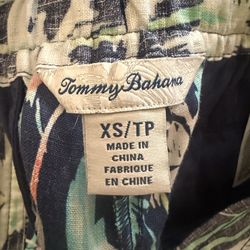 Tommy Bahama
XS/TP
MADE IN
CHINA
FABRIQUE
EN CHINE